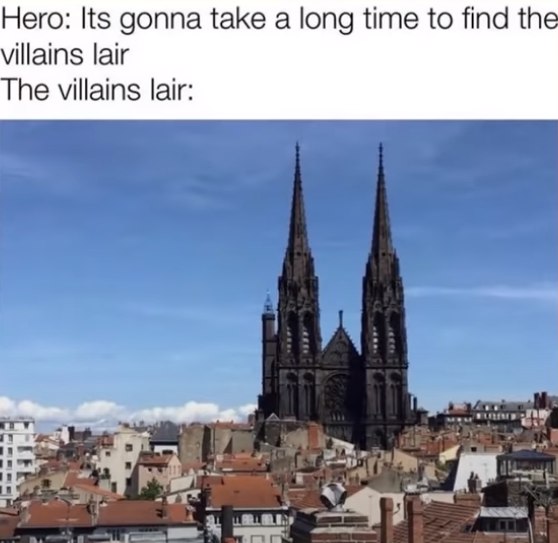 Hero: Its gonna take a long time to find the
villains lair
The villains lair: